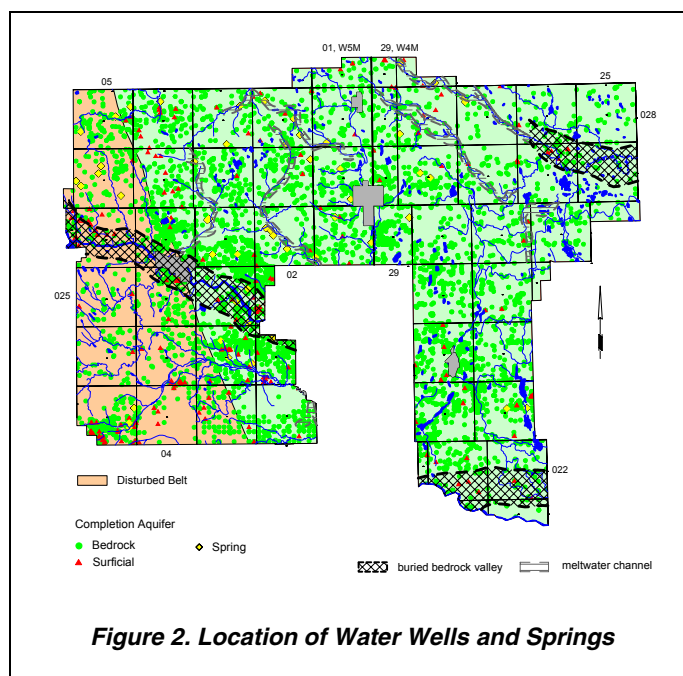 01, W5M 29, W4M
05
25
028
02
29
025
04
022
Disturbed Belt
Completion Aquifer
Bedrock
Spring
Surficial
buried bedrock valley
meltwater channel
Figure 2. Location of Water Wells and Springs